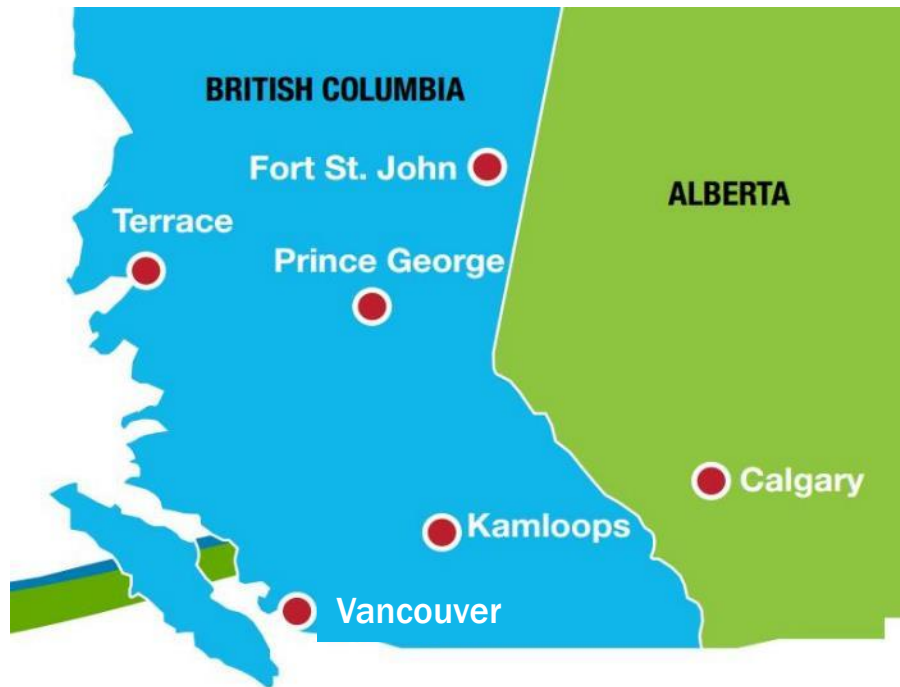 BRITISH COLUMBIA
Fort St. John
ALBERTA
Terrace
Prince George
Calgary
Kamloops
Vancouver